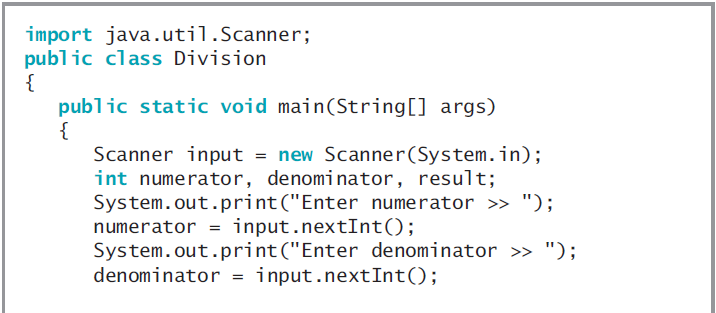 import java.util.Scanner;
public class Division
{
   public static void main(String[] args)
   {
      Scanner input = new Scanner(System.in);
      int numerator, denominator, result;
      System.out.print("Enter numerator >> ");
      numerator = input.nextInt();
      System.out.print("Enter denominator >> ");
      denominator = input.nextInt();